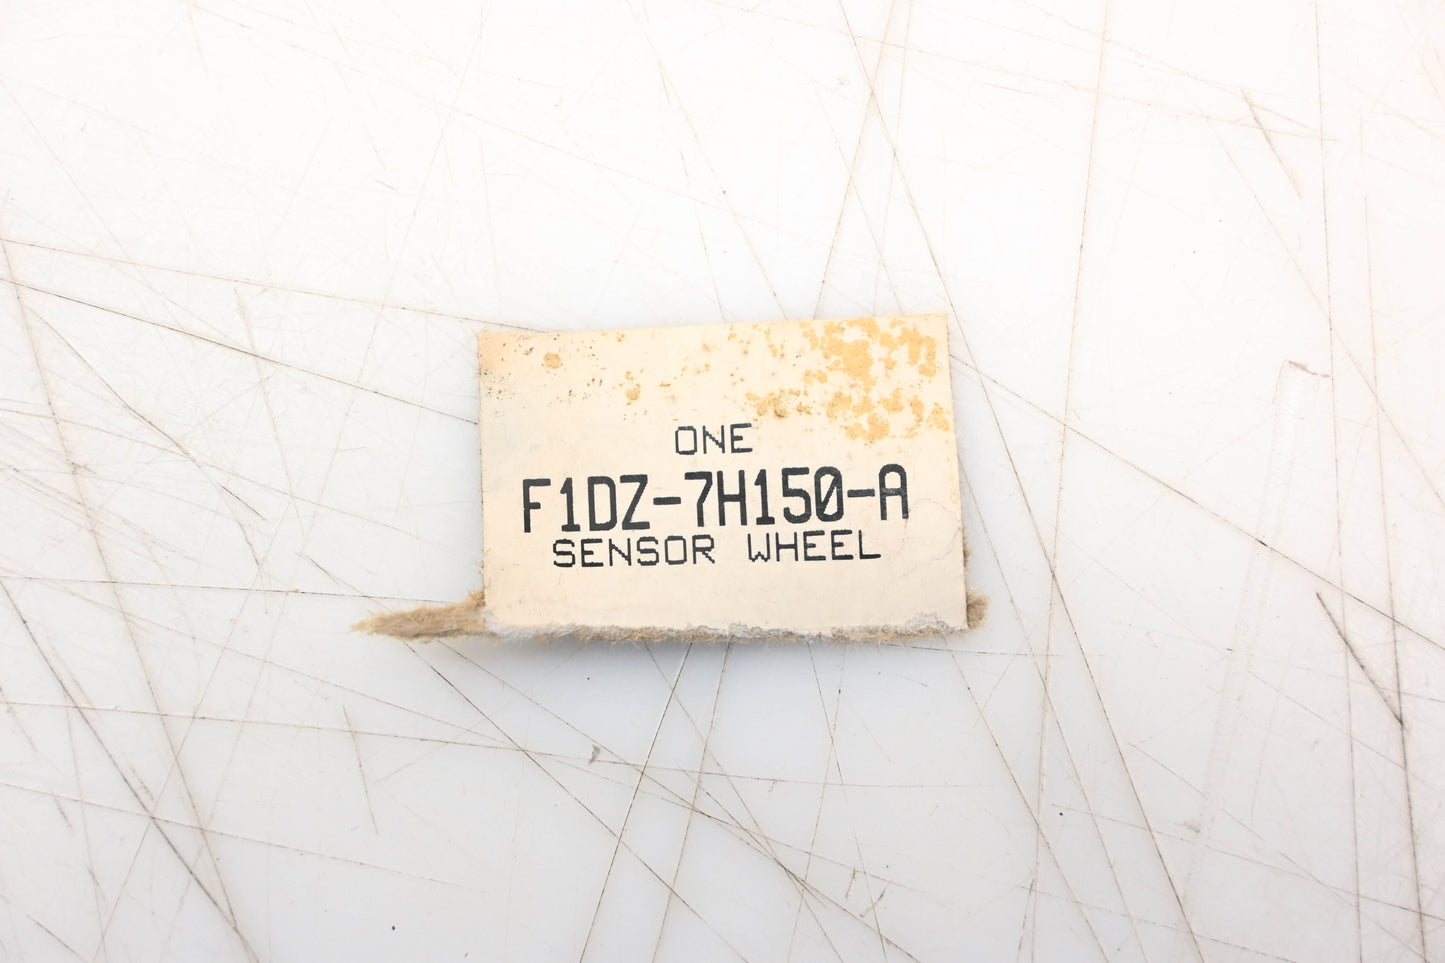 ONE
F1DZ-7H150-A
SENSOR WHEEL